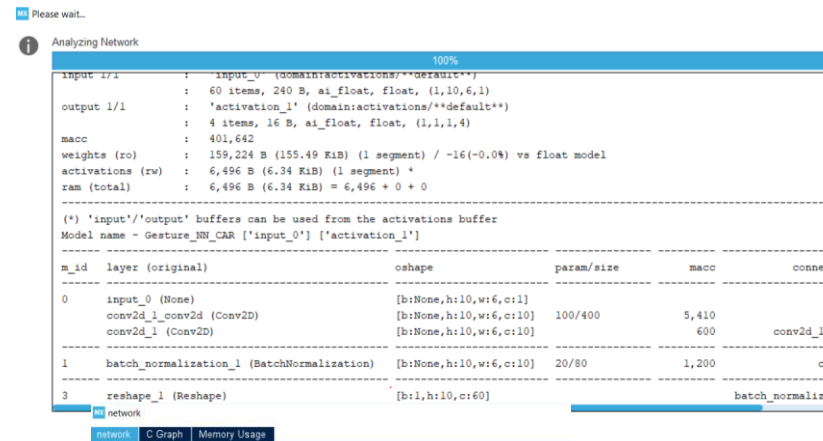 MX Please wait...
Analyzing Network
100%
input 1/1 : 'input_0' (domain:activations/**default**)
: 60 items, 240 B, ai_float, float, (1,10,6,1)
output 1/1 : 'activation_1' (domain:activations/**default**)
: 4 items, 16 B, ai_float, float, (1,1,1,4)
macc : 401,642
weights (ro) : 159,224 B (155.49 KiB) (1 segment) / -16(-0.0%) vs float model
activations (rw) : 6,496 B (6.34 KiB) (1 segment) *
ram (total) : 6,496 B (6.34 KiB) = 6,496 + 0 + 0
(*) 'input'/'output' buffers can be used from the activations buffer
Model name - Gesture_NN_CAR ['input_0'] ['activation_1']
m_id layer (original) oshape param/size macc conne
0 input_0 (None) [b:None,h:10,w:6,c:1]
conv2d_1_conv2d (Conv2D) [b:None,h:10,w:6,c:10] 100/400 5,410
conv2d_1 (Conv2D) [b:None,h:10,w:6,c:10] 600 conv2d_1
1 batch_normalization_1 (BatchNormalization) [b:None,h:10,w:6,c:10] 20/80 1,200 c
3 reshape_1 (Reshape) [b:1,h:10,c:60] batch_normaliz
MX network
network C Graph Memory Usage